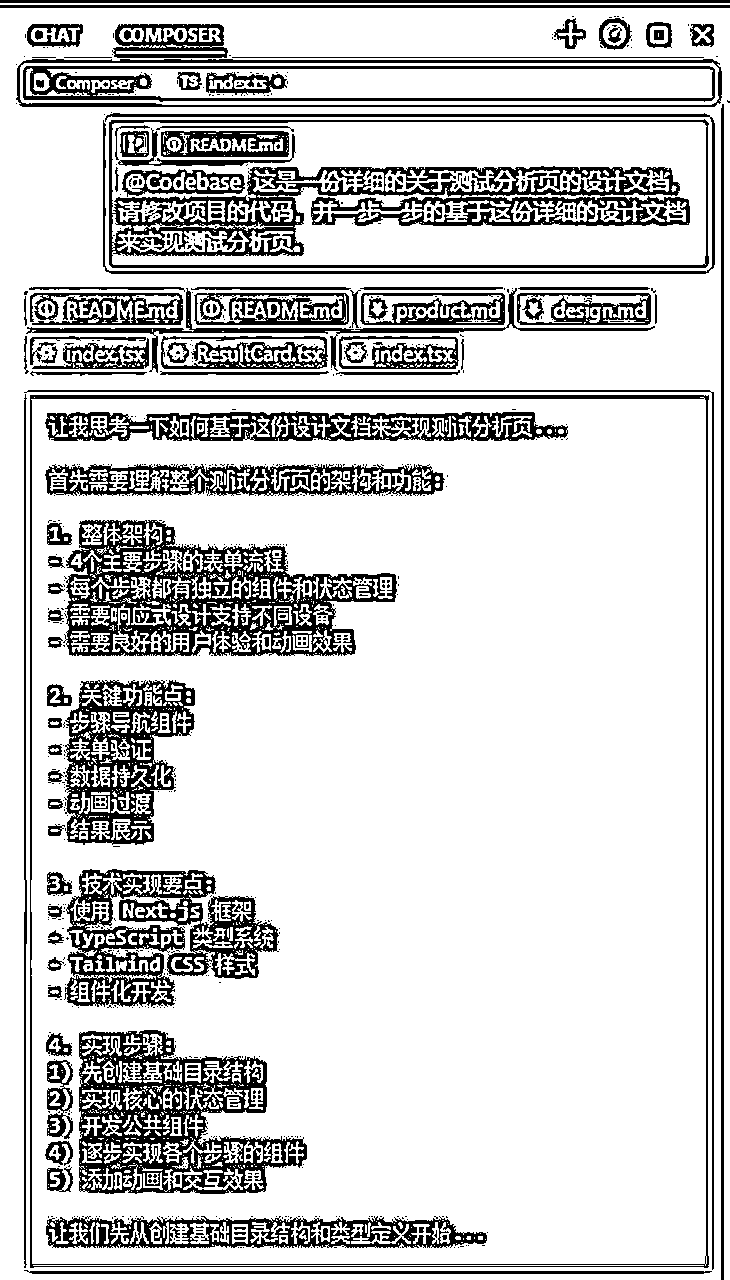 CHAT COMPOSER
Composer TS index.ts
README.md
@Codebase 这是一份详细的关于测试分析页的设计文档，
请修改项目的代码，并一步一步的基于这份详细的设计文档
来实现测试分析页。
README.md README.md product.md design.md
index.tsx ResultCard.tsx index.tsx
让我思考一下如何基于这份设计文档来实现测试分析页...
首先需要理解整个测试分析页的架构和功能:
1. 整体架构:
- 4个主要步骤的表单流程
- 每个步骤都有独立的组件和状态管理
- 需要响应式设计支持不同设备
- 需要良好的用户体验和动画效果
2. 关键功能点:
- 步骤导航组件
- 表单验证
- 数据持久化
- 动画过渡
- 结果展示
3. 技术实现要点:
- 使用 Next.js 框架
- TypeScript 类型系统
- Tailwind CSS 样式
- 组件化开发
4. 实现步骤:
1) 先创建基础目录结构
2) 实现核心的状态管理
3) 开发公共组件
4) 逐步实现各个步骤的组件
5) 添加动画和交互效果
让我们先从创建基础目录结构和类型定义开始...